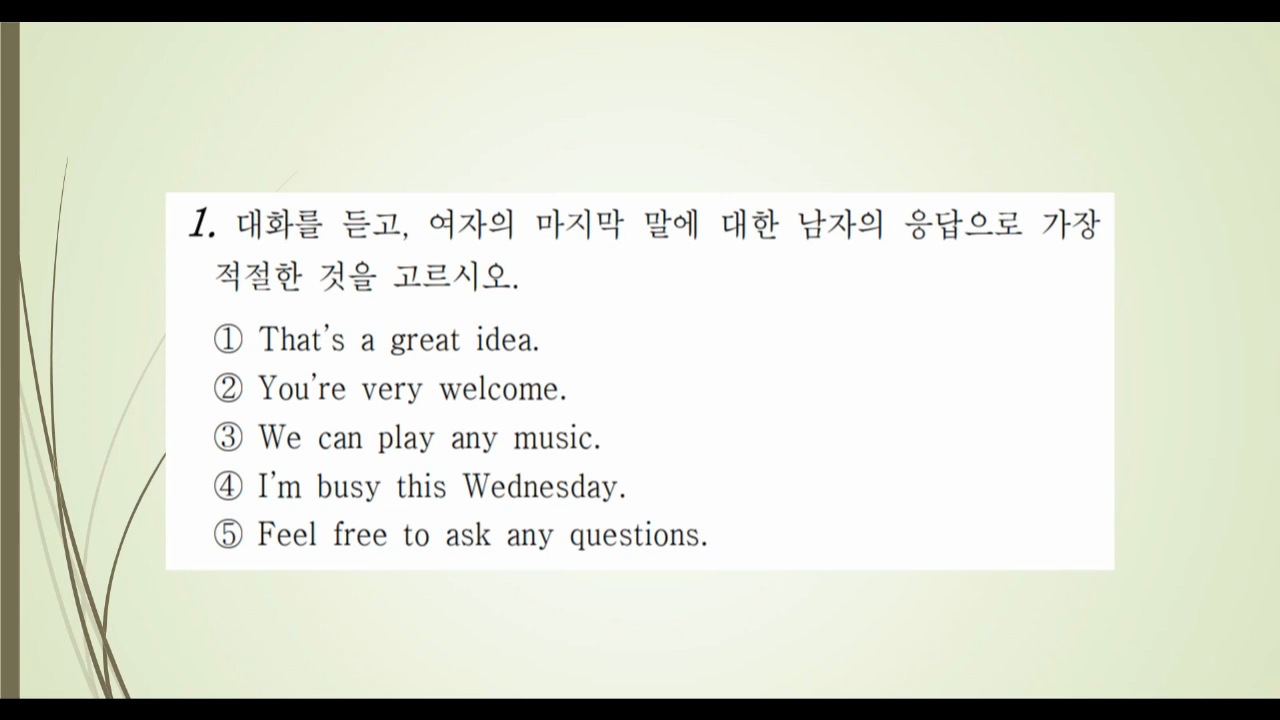 1. 대화를 듣고, 여자의 마지막 말에 대한 남자의 응답으로 가장
적절한 것을 고르시오.
① That's a great idea.
② You're very welcome.
③ We can play any music.
④ I'm busy this Wednesday.
⑤ Feel free to ask any questions.